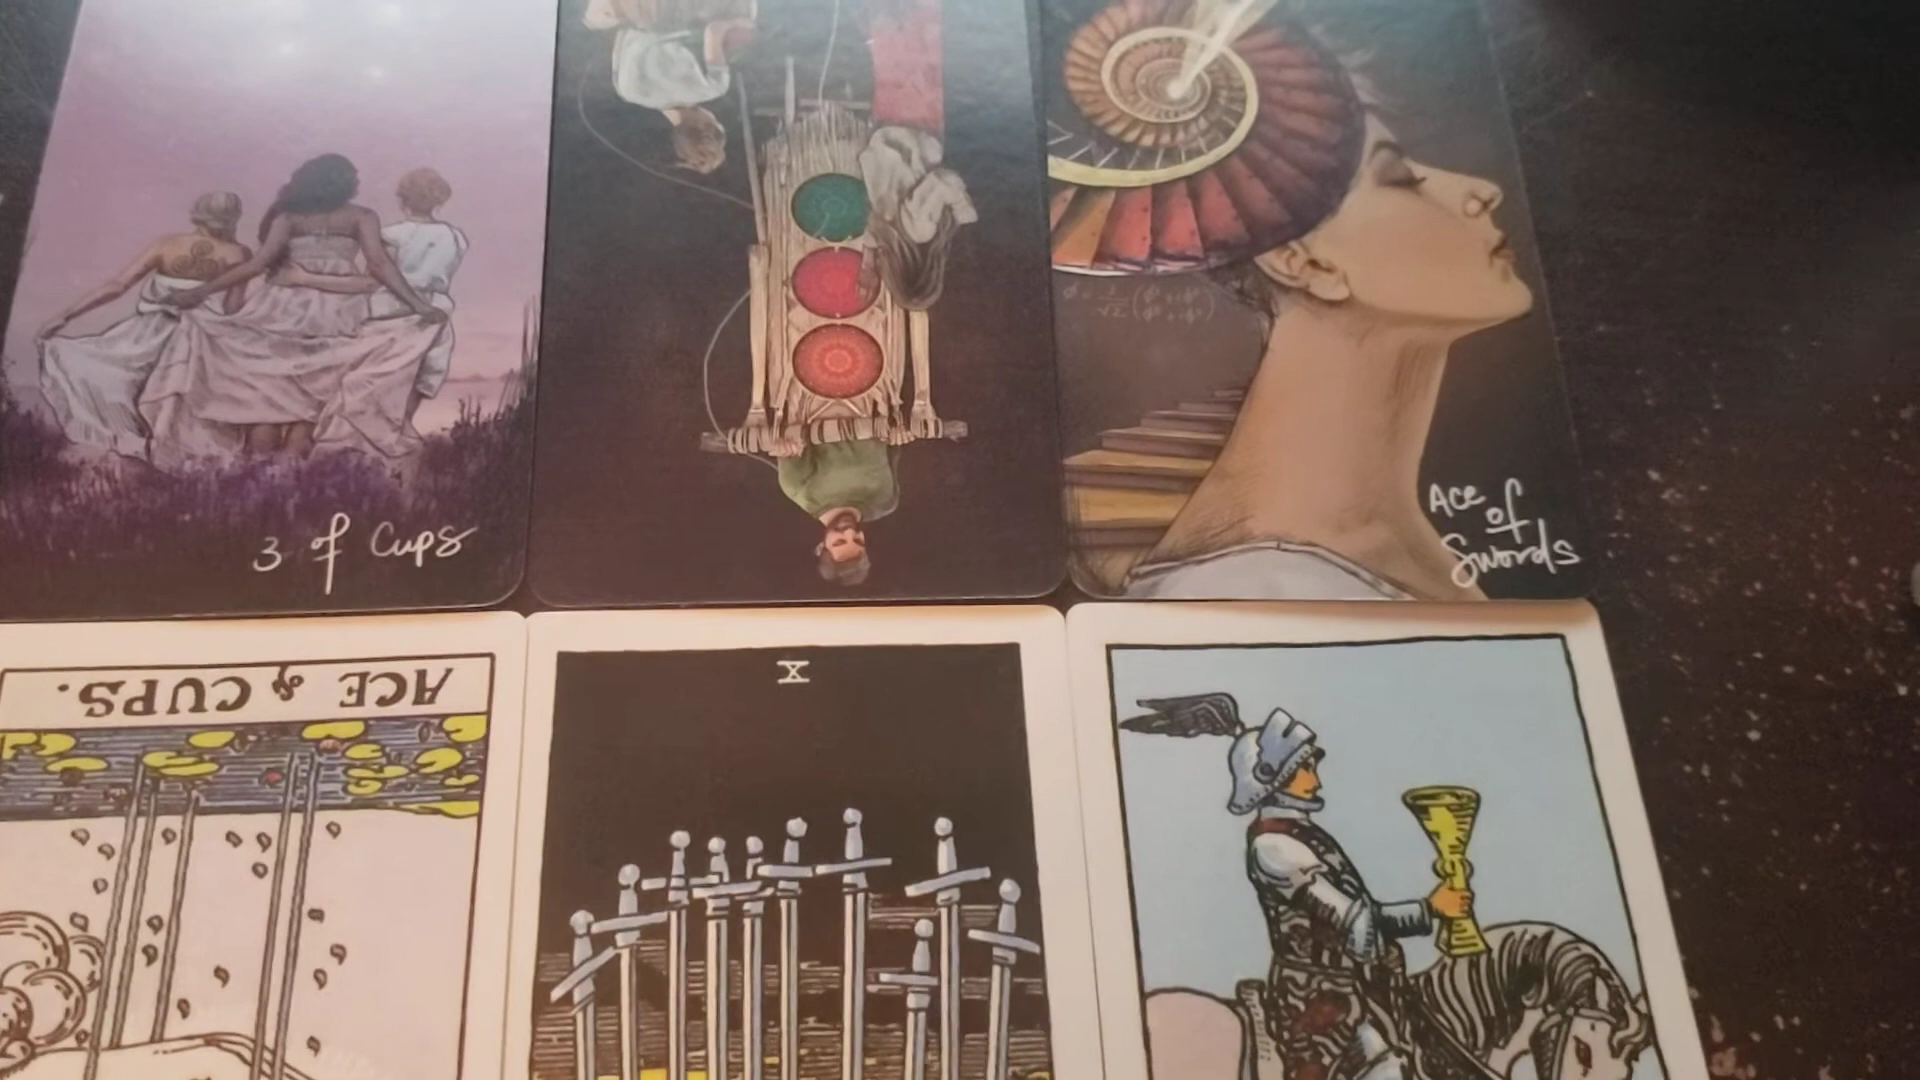 3 of Cups
Ace
of
Swords
ACE of CUPS.
X